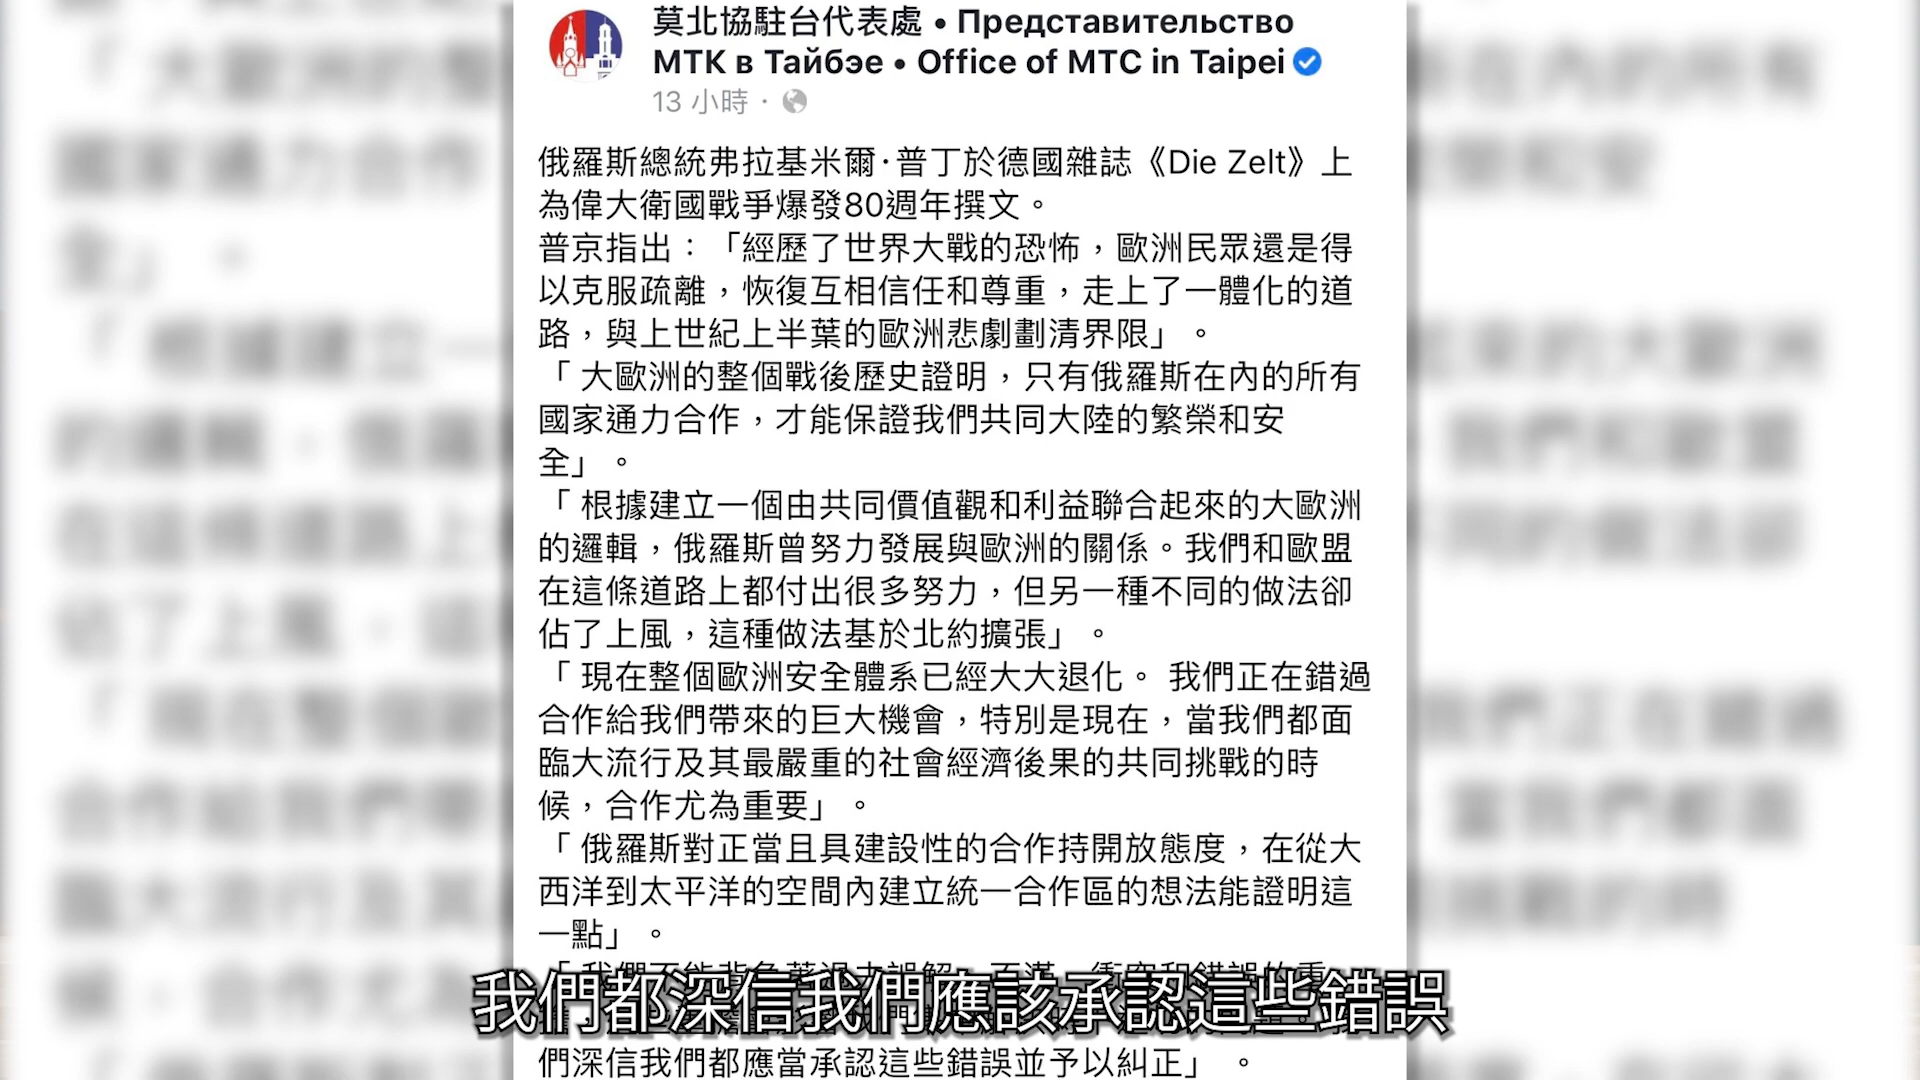 莫北協駐台代表處 • Представительство
МТК в Тайбэе • Office of MTC in Taipei
13 小時 ·
俄羅斯總統弗拉基米爾·普丁於德國雜誌《Die Zelt》上
為偉大衛國戰爭爆發80週年撰文。
普京指出：「經歷了世界大戰的恐怖，歐洲民眾還是得
以克服疏離，恢復互相信任和尊重，走上了一體化的道
路，與上世紀上半葉的歐洲悲劇劃清界限」。
「 大歐洲的整個戰後歷史證明，只有俄羅斯在內的所有
國家通力合作，才能保證我們共同大陸的繁榮和安
全」。
「 根據建立一個由共同價值觀和利益聯合起來的大歐洲
的邏輯，俄羅斯曾努力發展與歐洲的關係。我們和歐盟
在這條道路上都付出很多努力，但另一種不同的做法卻
佔了上風，這種做法基於北約擴張」。
「 現在整個歐洲安全體系已經大大退化。 我們正在錯過
合作給我們帶來的巨大機會，特別是現在，當我們都面
臨大流行及其最嚴重的社會經濟後果的共同挑戰的時
候，合作尤為重要」。
「 俄羅斯對正當且具建設性的合作持開放態度，在從大
西洋到太平洋的空間內建立統一合作區的想法能證明這
一點」。
我們都深信我們應該承認這些錯誤
們深信我們都應當承認這些錯誤並予以糾正」。